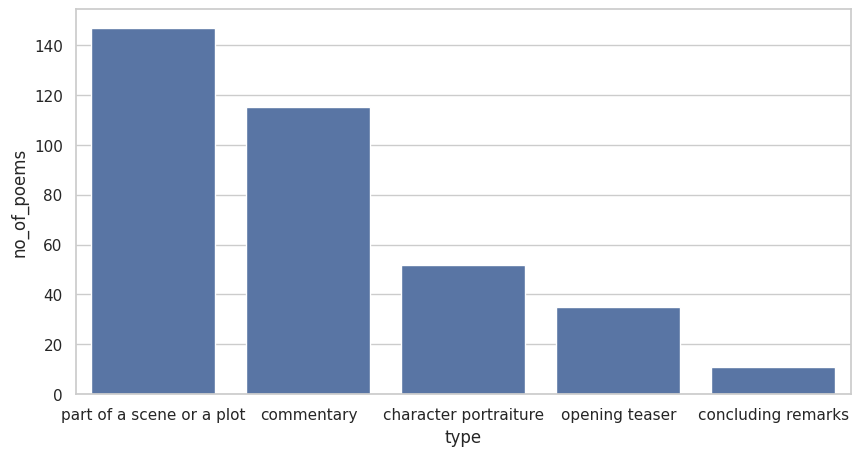 no_of_poems
140
120
100
80
60
40
20
0
part of a scene or a plot commentary character portraiture opening teaser concluding remarks
type